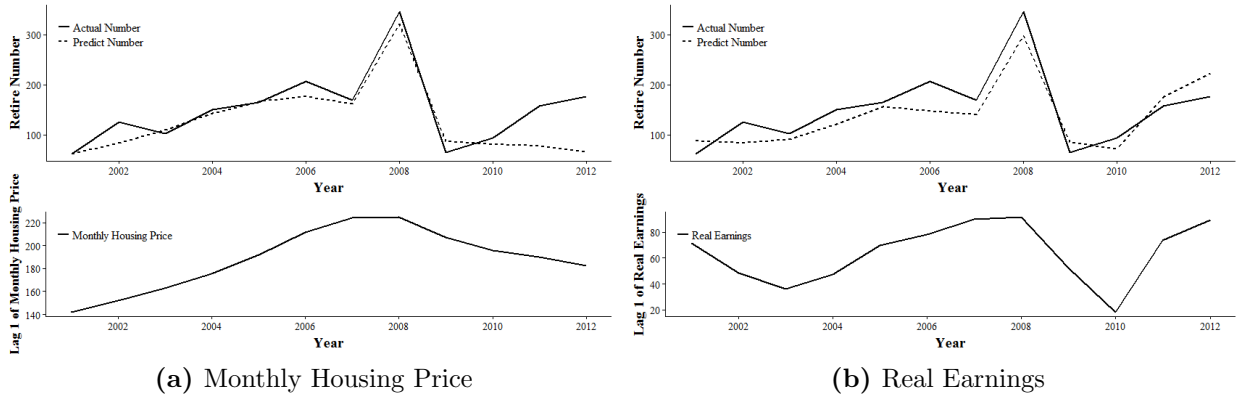 Retire Number
300
200
100
Actual Number
Predict Number
2002 2004 2006 2008 2010 2012
Year
Lag 1 of Monthly Housing Price
220
200
180
160
140
Monthly Housing Price
2002 2004 2006 2008 2010 2012
Year
(a) Monthly Housing Price
Retire Number
300
200
100
Actual Number
Predict Number
2002 2004 2006 2008 2010 2012
Year
Lag 1 of Real Earnings
80
60
40
20
Real Earnings
2002 2004 2006 2008 2010 2012
Year
(b) Real Earnings